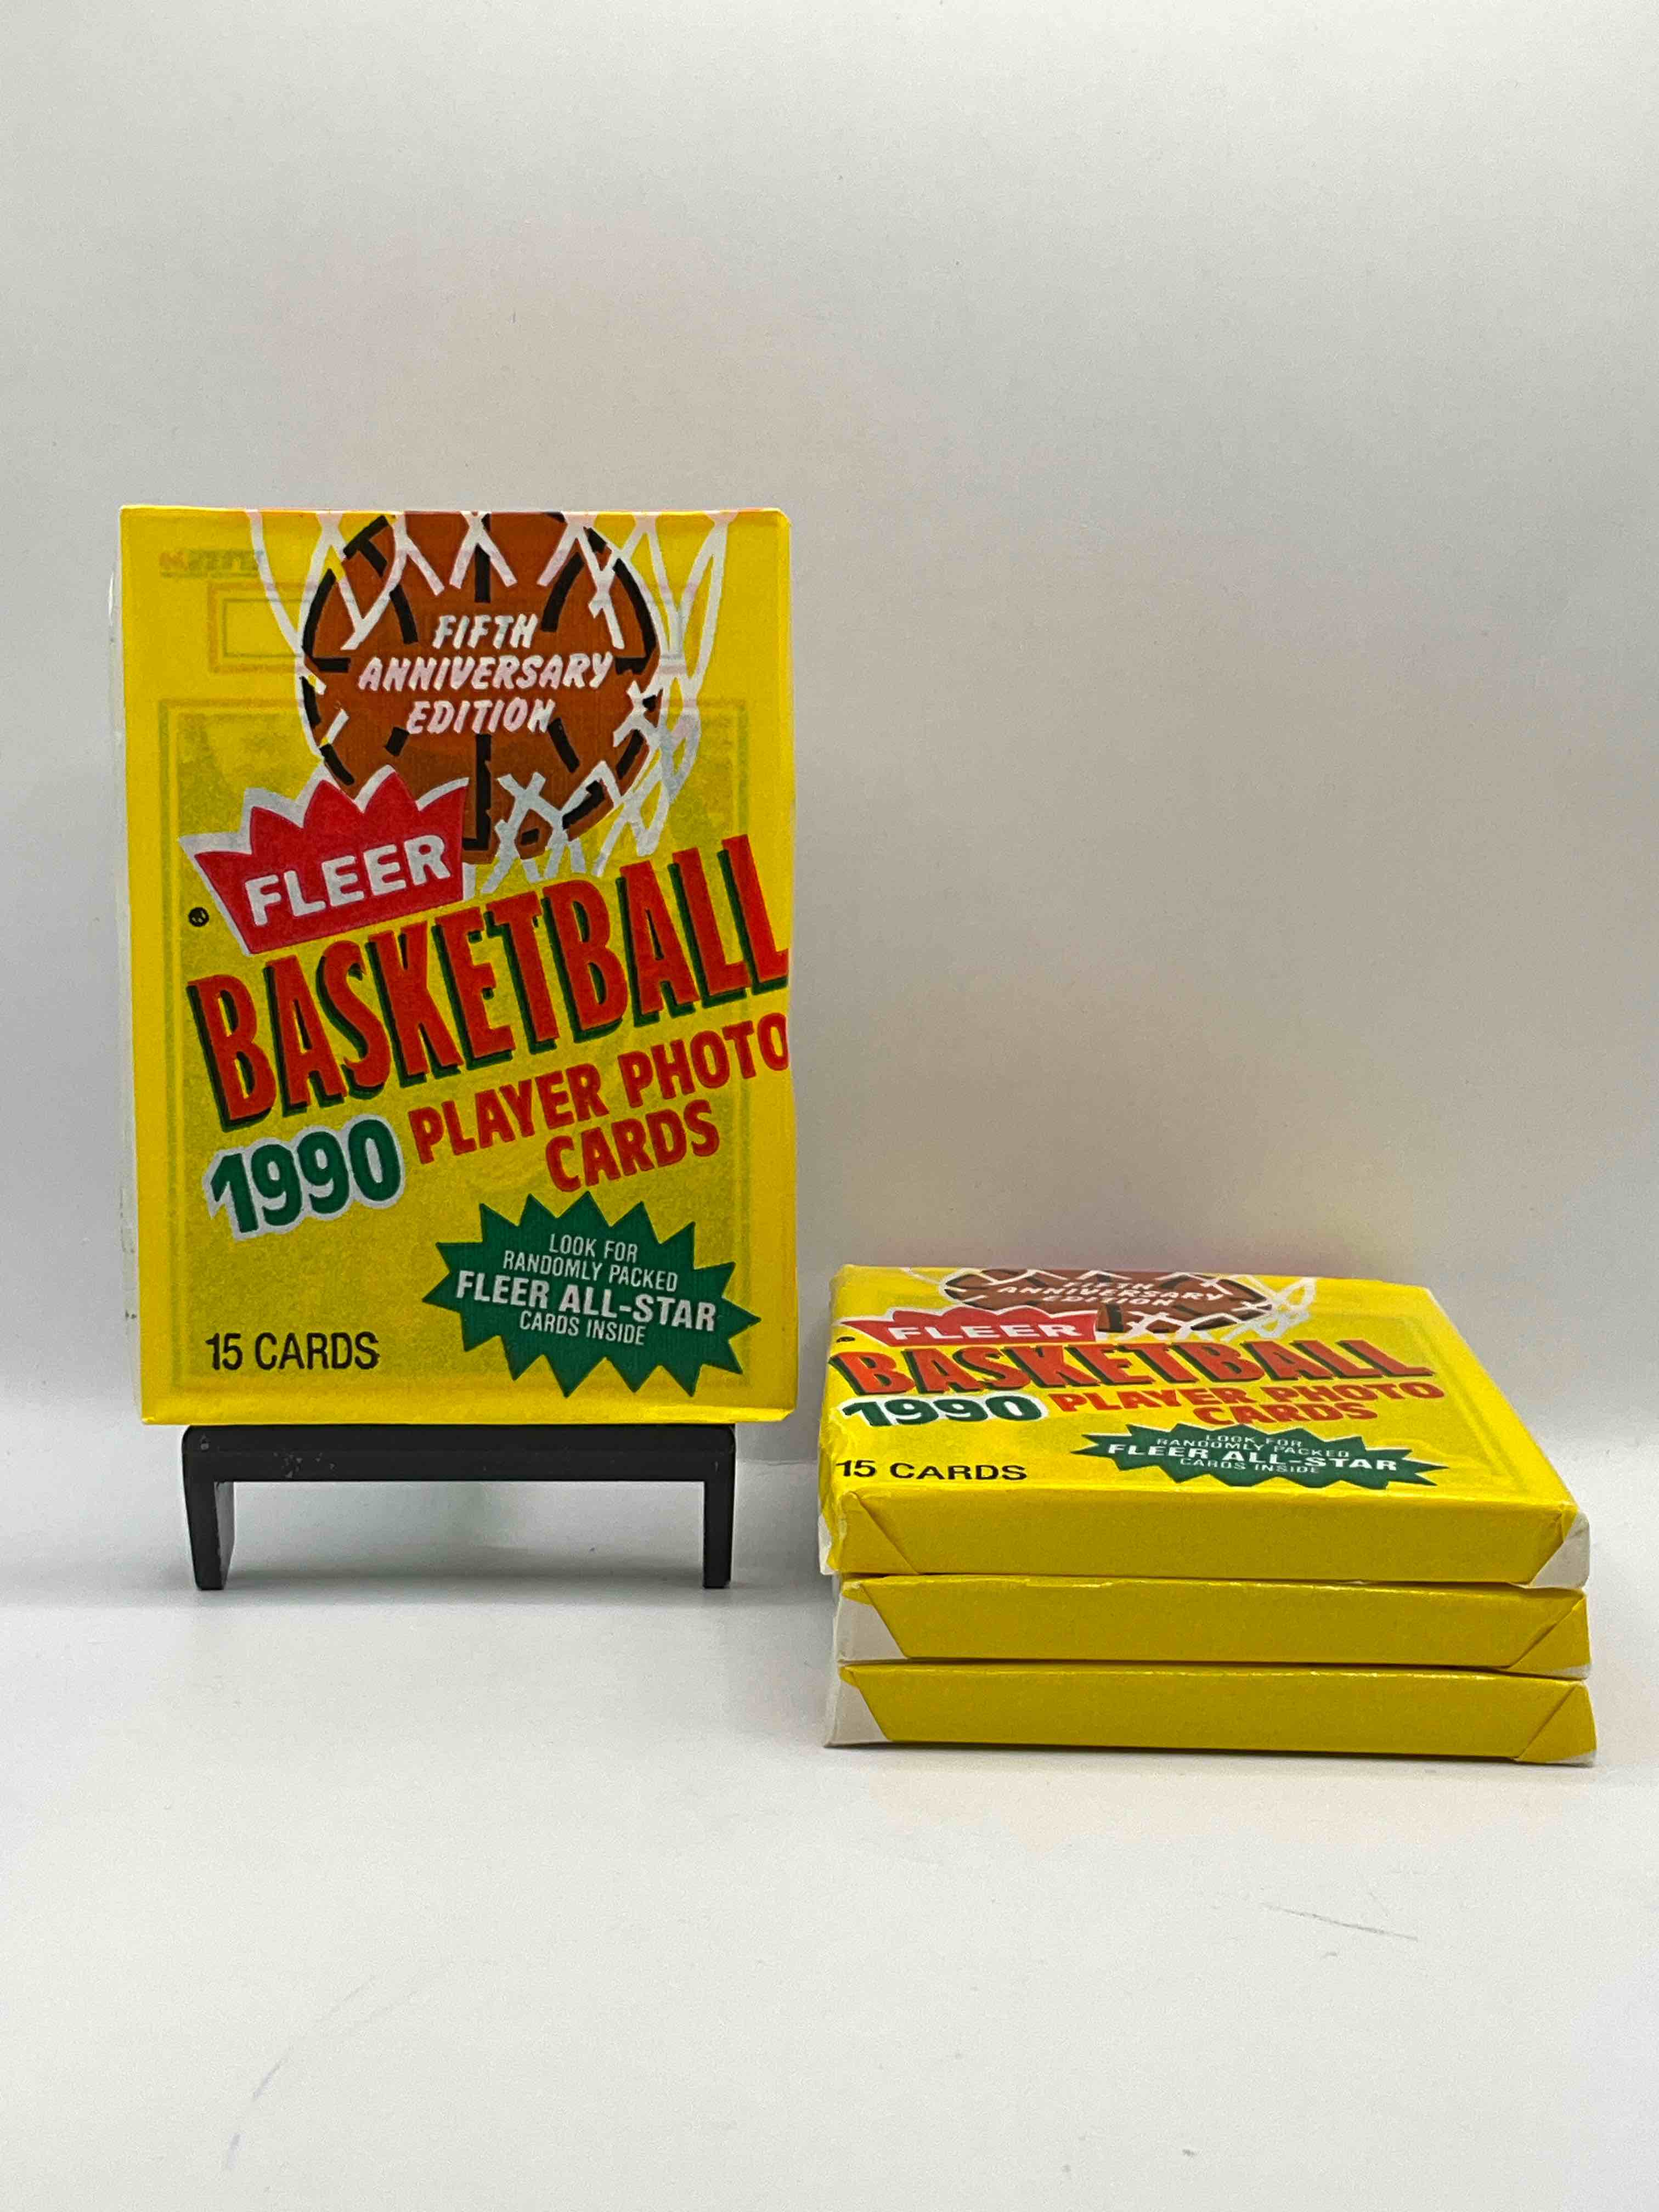 FIFTH
ANNIVERSARY
EDITION
FLEER
®
BASKETBALL
1990 PLAYER PHOTO
CARDS
LOOK FOR
RANDOMLY PACKED
FLEER ALL-STAR
CARDS INSIDE
15 CARDS
FIFTH
ANNIVERSARY
EDITION
FLEER
BASKETBALL
1990 PLAYER PHOTO
CARDS
LOOK FOR
RANDOMLY PACKED
FLEER ALL-STAR
CARDS INSIDE
15 CARDS